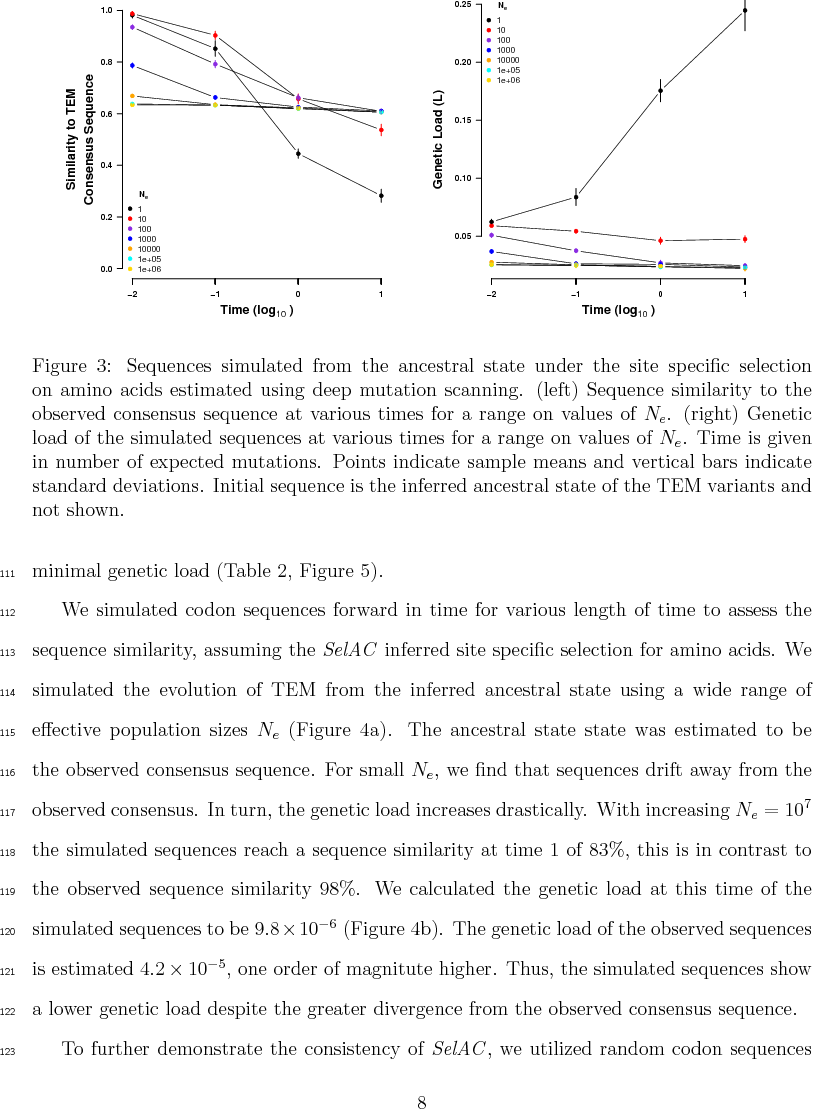 1.0
0.8
0.6
0.4
0.2
0.0
Similarity to TEM
Consensus Sequence
Ne
1
10
100
1000
10000
1e+05
1e+06
−2
−1
0
1
Time (log10 )
0.25
0.20
0.15
0.10
0.05
Genetic Load (L)
Ne
1
10
100
1000
10000
1e+05
1e+06
−2
−1
0
1
Time (log10 )
Figure 3: Sequences simulated from the ancestral state under the site specific selection
on amino acids estimated using deep mutation scanning. (left) Sequence similarity to the
observed consensus sequence at various times for a range on values of Ne. (right) Genetic
load of the simulated sequences at various times for a range on values of Ne. Time is given
in number of expected mutations. Points indicate sample means and vertical bars indicate
standard deviations. Initial sequence is the inferred ancestral state of the TEM variants and
not shown.
111 minimal genetic load (Table 2, Figure 5).
112 We simulated codon sequences forward in time for various length of time to assess the
113 sequence similarity, assuming the SelAC inferred site specific selection for amino acids. We
114 simulated the evolution of TEM from the inferred ancestral state using a wide range of
115 effective population sizes Ne (Figure 4a). The ancestral state state was estimated to be
116 the observed consensus sequence. For small Ne, we find that sequences drift away from the
117 observed consensus. In turn, the genetic load increases drastically. With increasing Ne = 10^7
118 the simulated sequences reach a sequence similarity at time 1 of 83%, this is in contrast to
119 the observed sequence similarity 98%. We calculated the genetic load at this time of the
120 simulated sequences to be 9.8 × 10^−6 (Figure 4b). The genetic load of the observed sequences
121 is estimated 4.2 × 10^−5, one order of magnitute higher. Thus, the simulated sequences show
122 a lower genetic load despite the greater divergence from the observed consensus sequence.
123 To further demonstrate the consistency of SelAC, we utilized random codon sequences
8